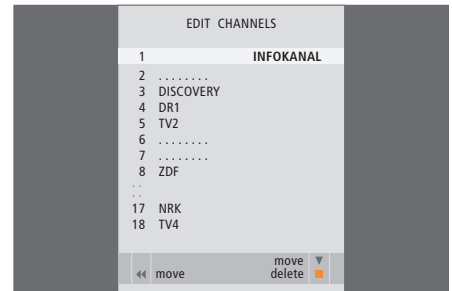 EDIT CHANNELS
1 INFOKANAL
2 ........
3 DISCOVERY
4 DR1
5 TV2
6 ........
7 ........
8 ZDF
..
..
17 NRK
18 TV4
move ▼
◀◀ move delete ■